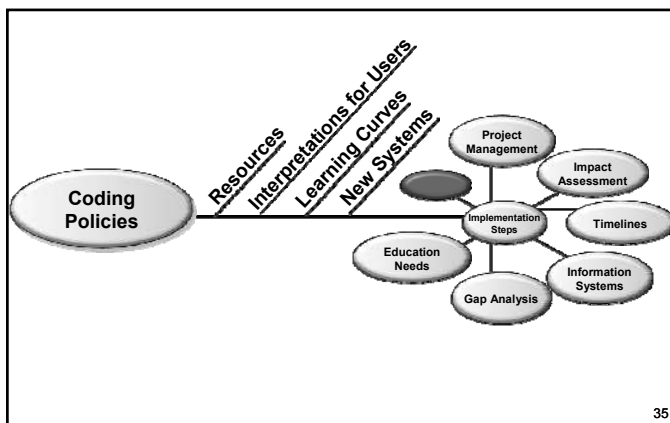 Coding
Policies
Resources
Interpretations for Users
Learning Curves
New Systems
Project
Management
Impact
Assessment
Implementation
Steps
Timelines
Education
Needs
Information
Systems
Gap Analysis
35